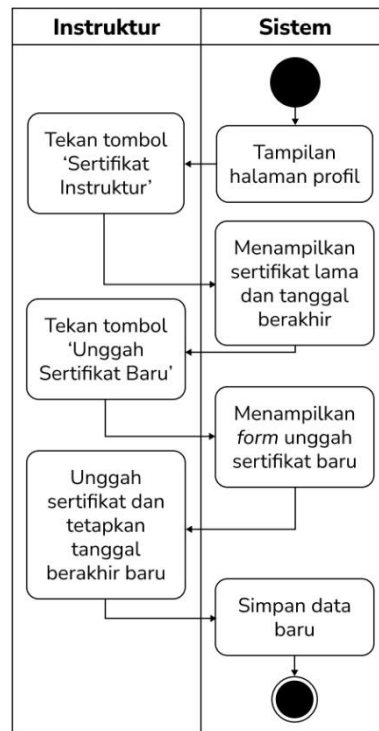 Instruktur
Sistem
Tampilan
halaman profil
Tekan tombol
‘Sertifikat
Instruktur’
Menampilkan
sertifikat lama
dan tanggal
berakhir
Tekan tombol
‘Unggah
Sertifikat Baru’
Menampilkan
form unggah
sertifikat baru
Unggah
sertifikat dan
tetapkan
tanggal
berakhir baru
Simpan data
baru